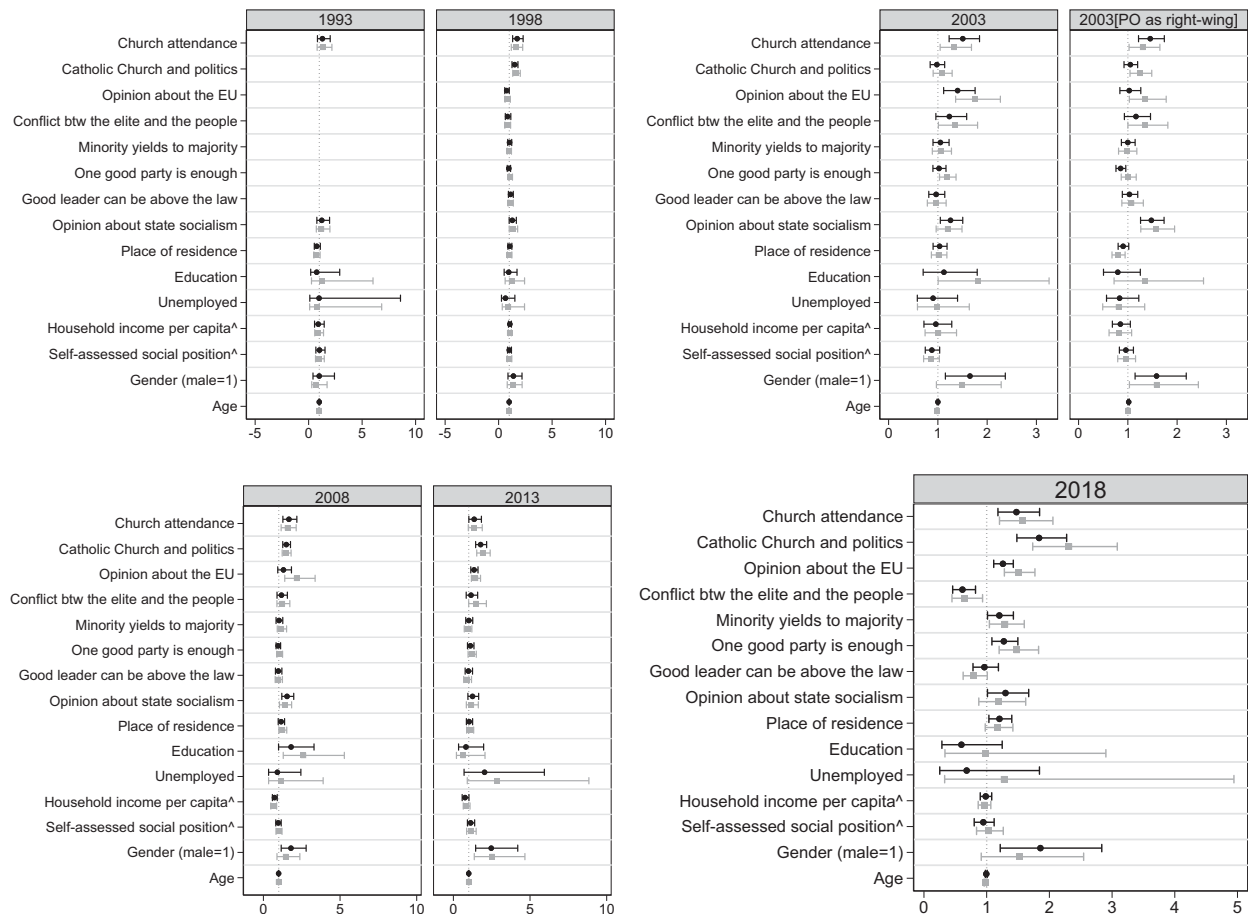 1993 1998
Church attendance
Catholic Church and politics
Opinion about the EU
Conflict btw the elite and the people
Minority yields to majority
One good party is enough
Good leader can be above the law
Opinion about state socialism
Place of residence
Education
Unemployed
Household income per capita^
Self-assessed social position^
Gender (male=1)
Age
-5 0 5 10 -5 0 5 10
2003 2003[PO as right-wing]
Church attendance
Catholic Church and politics
Opinion about the EU
Conflict btw the elite and the people
Minority yields to majority
One good party is enough
Good leader can be above the law
Opinion about state socialism
Place of residence
Education
Unemployed
Household income per capita^
Self-assessed social position^
Gender (male=1)
Age
0 1 2 3 0 1 2 3
2008 2013
Church attendance
Catholic Church and politics
Opinion about the EU
Conflict btw the elite and the people
Minority yields to majority
One good party is enough
Good leader can be above the law
Opinion about state socialism
Place of residence
Education
Unemployed
Household income per capita^
Self-assessed social position^
Gender (male=1)
Age
0 5 10 0 5 10
2018
Church attendance
Catholic Church and politics
Opinion about the EU
Conflict btw the elite and the people
Minority yields to majority
One good party is enough
Good leader can be above the law
Opinion about state socialism
Place of residence
Education
Unemployed
Household income per capita^
Self-assessed social position^
Gender (male=1)
Age
0 1 2 3 4 5